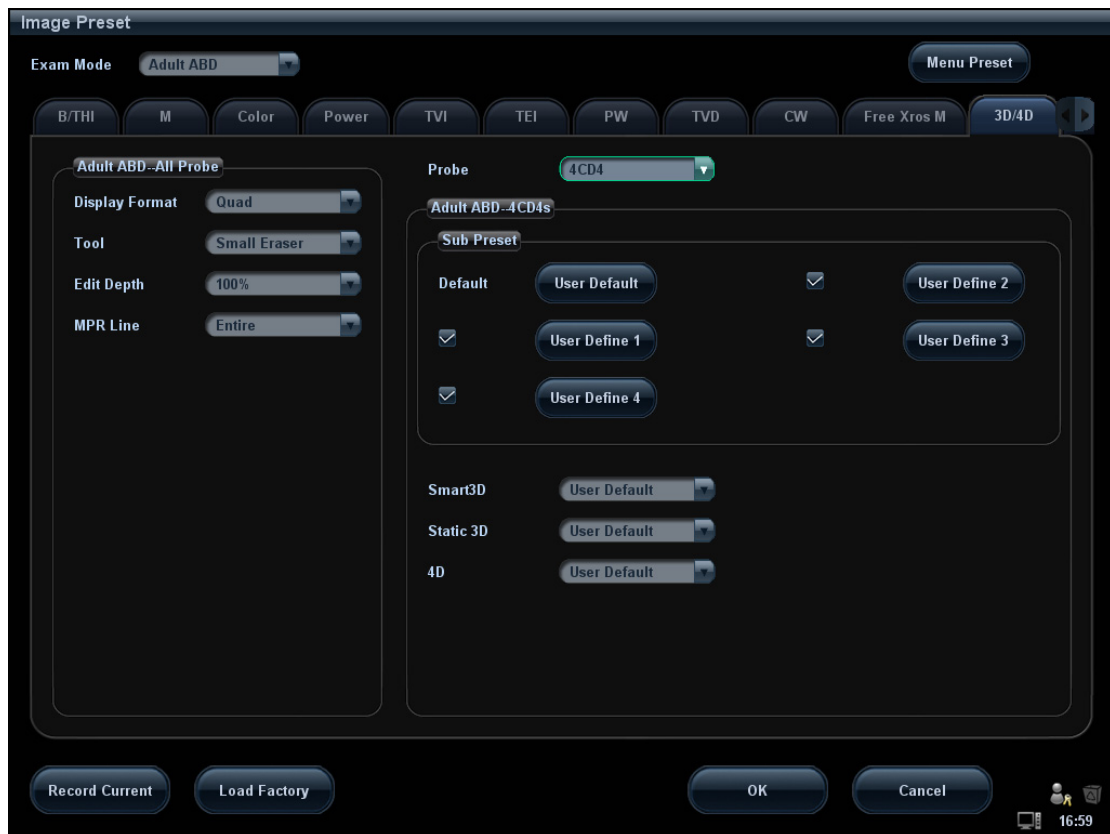 Image Preset
Exam Mode Adult ABD Menu Preset
B/THI M Color Power TVI TEI PW TVD CW Free Xros M 3D/4D
Adult ABD--All Probe
Display Format Quad
Tool Small Eraser
Edit Depth 100%
MPR Line Entire
Probe 4CD4
Adult ABD--4CD4s
Sub Preset
Default User Default User Define 2
User Define 1 User Define 3
User Define 4
Smart3D User Default
Static 3D User Default
4D User Default
Record Current Load Factory OK Cancel
16:59